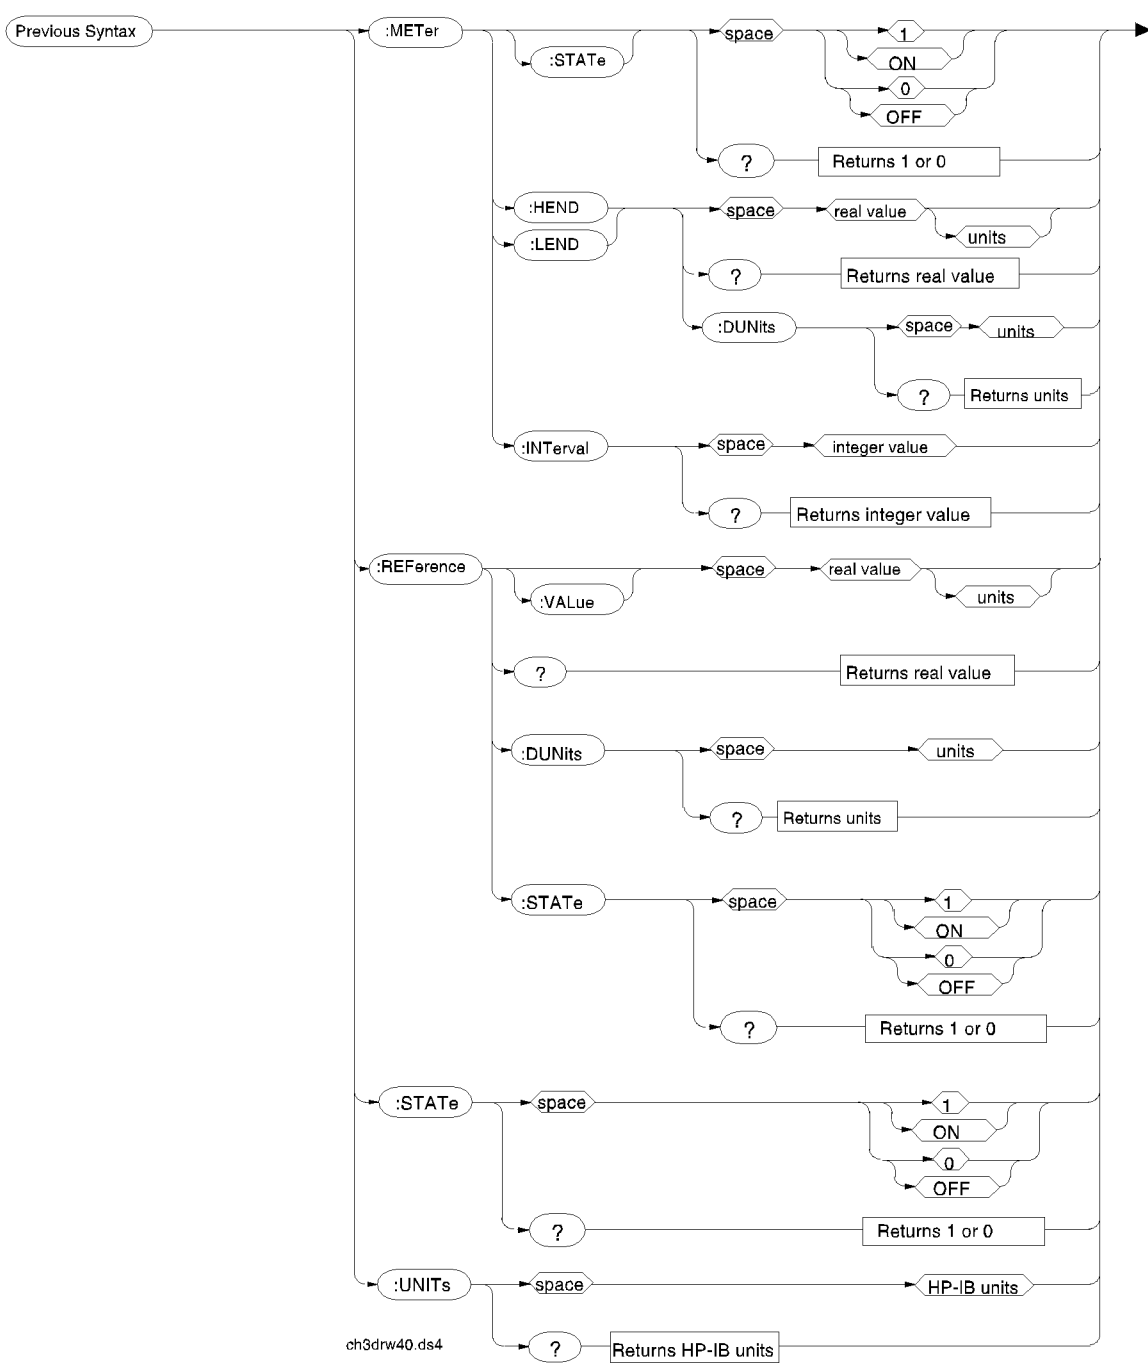 Previous Syntax :METer space 1
:STATe ON
0
OFF
? Returns 1 or 0
:HEND space real value
:LEND units
? Returns real value
:DUNits space units
? Returns units
:INTerval space integer value
? Returns integer value
:REFerence space real value
:VALue units
? Returns real value
:DUNits space units
? Returns units
:STATe space 1
ON
0
OFF
? Returns 1 or 0
:STATe space 1
ON
0
OFF
? Returns 1 or 0
:UNITs space HP-IB units
ch3drw40.ds4 ? Returns HP-IB units